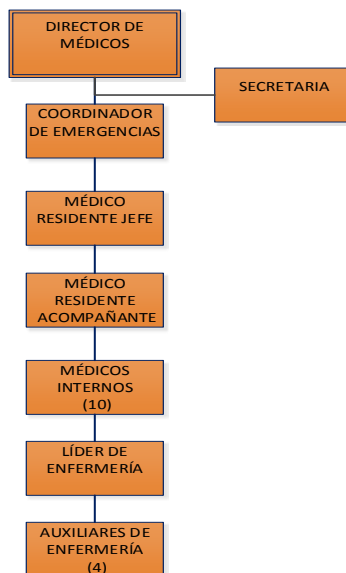 DIRECTOR DE
MÉDICOS
SECRETARIA
COORDINADOR
DE EMERGENCIAS
MÉDICO
RESIDENTE JEFE
MÉDICO
RESIDENTE
ACOMPAÑANTE
MÉDICOS
INTERNOS
(10)
LÍDER DE
ENFERMERÍA
AUXILIARES DE
ENFERMERÍA
(4)